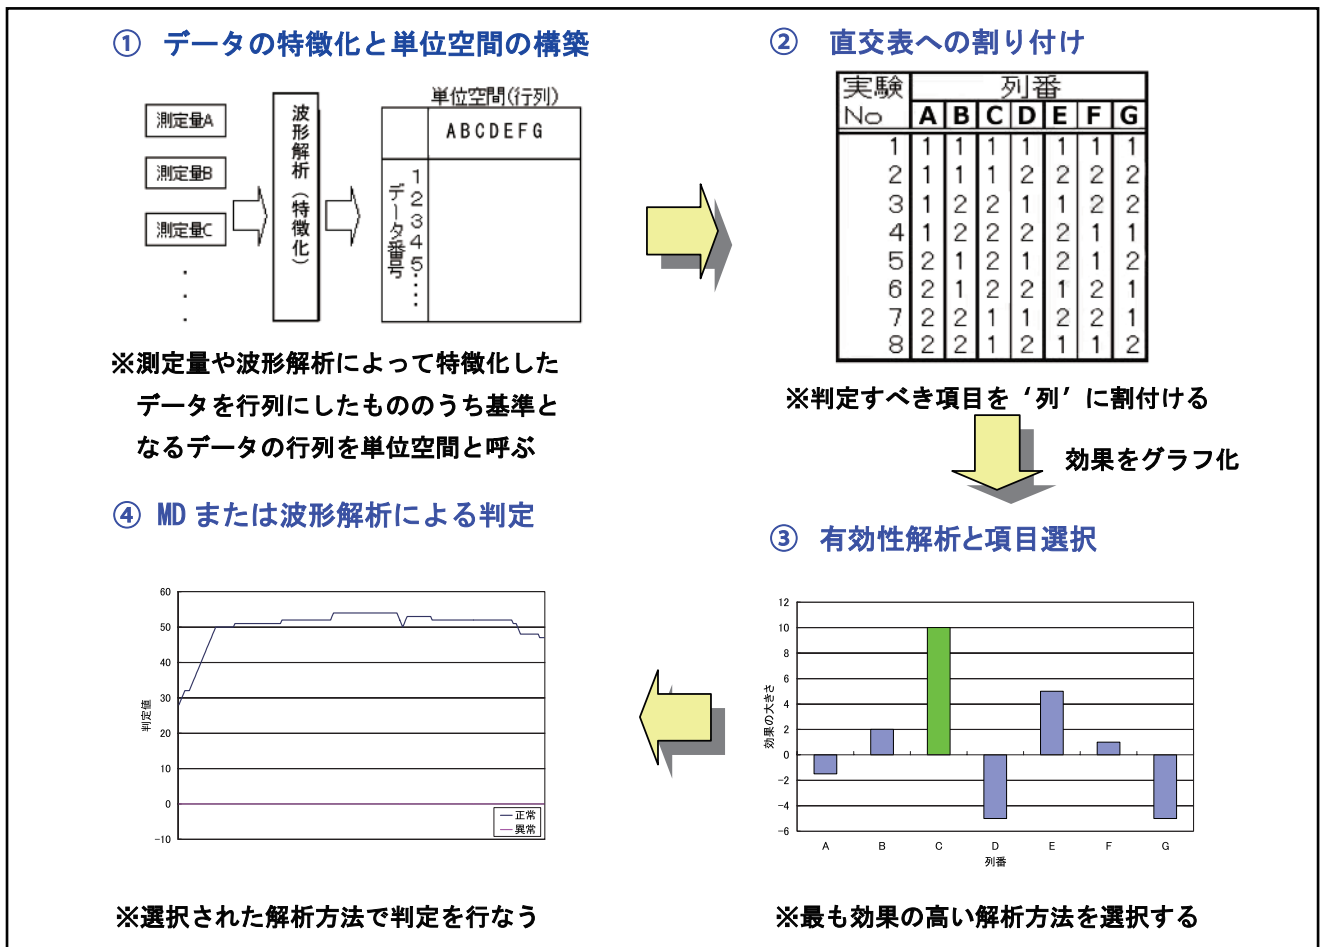 ① データの特徴化と単位空間の構築
測定量A
測定量B
測定量C
・
・
・
波形解析(特徴化)
単位空間(行列)
ABCDEFG
データ番号
1
2
3
4
5
⋮
② 直交表への割り付け
実験 列番
No A B C D E F G
1 1 1 1 1 1 1 1
2 1 1 1 2 2 2 2
3 1 2 2 1 1 2 2
4 1 2 2 2 2 1 1
5 2 1 2 1 2 1 2
6 2 1 2 2 1 2 1
7 2 2 1 1 2 2 1
8 2 2 1 2 1 1 2
※測定量や波形解析によって特徴化した
データを行列にしたもののうち基準と
なるデータの行列を単位空間と呼ぶ
※判定すべき項目を‘列’に割付ける
効果をグラフ化
③ 有効性解析と項目選択
効果の大きさ
12
10
8
6
4
2
0
-2
-4
-6
A B C D E F G
列番
※最も効果の高い解析方法を選択する
④ MDまたは波形解析による判定
判定値
60
50
40
30
20
10
0
-10
正常
異常
※選択された解析方法で判定を行なう